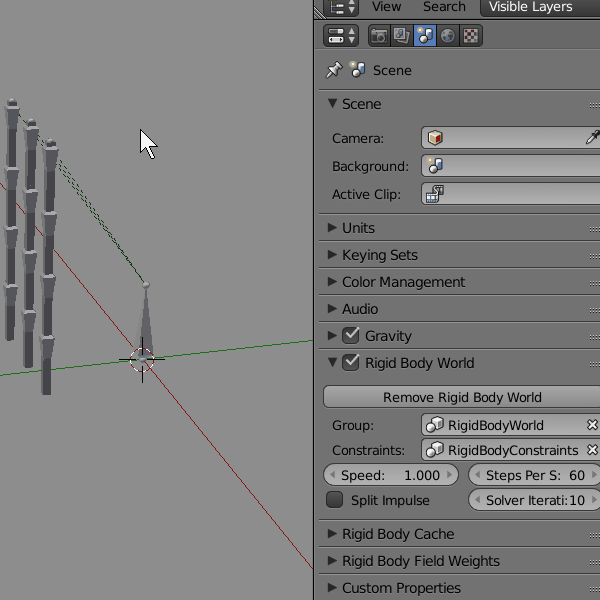 View Search Visible Layers
Scene
Scene
Camera:
Background:
Active Clip:
Units
Keying Sets
Color Management
Audio
Gravity
Rigid Body World
Remove Rigid Body World
Group: RigidBodyWorld
Constraints: RigidBodyConstraints
Speed: 1.000 Steps Per S: 60
Split Impulse Solver Iterati:10
Rigid Body Cache
Rigid Body Field Weights
Custom Properties